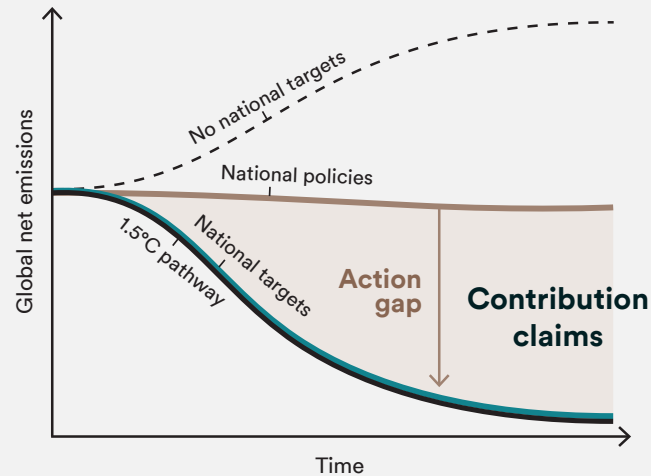 No national targets
National policies
Global net emissions
1.5°C pathway
National targets
Action
gap
Contribution
claims
Time